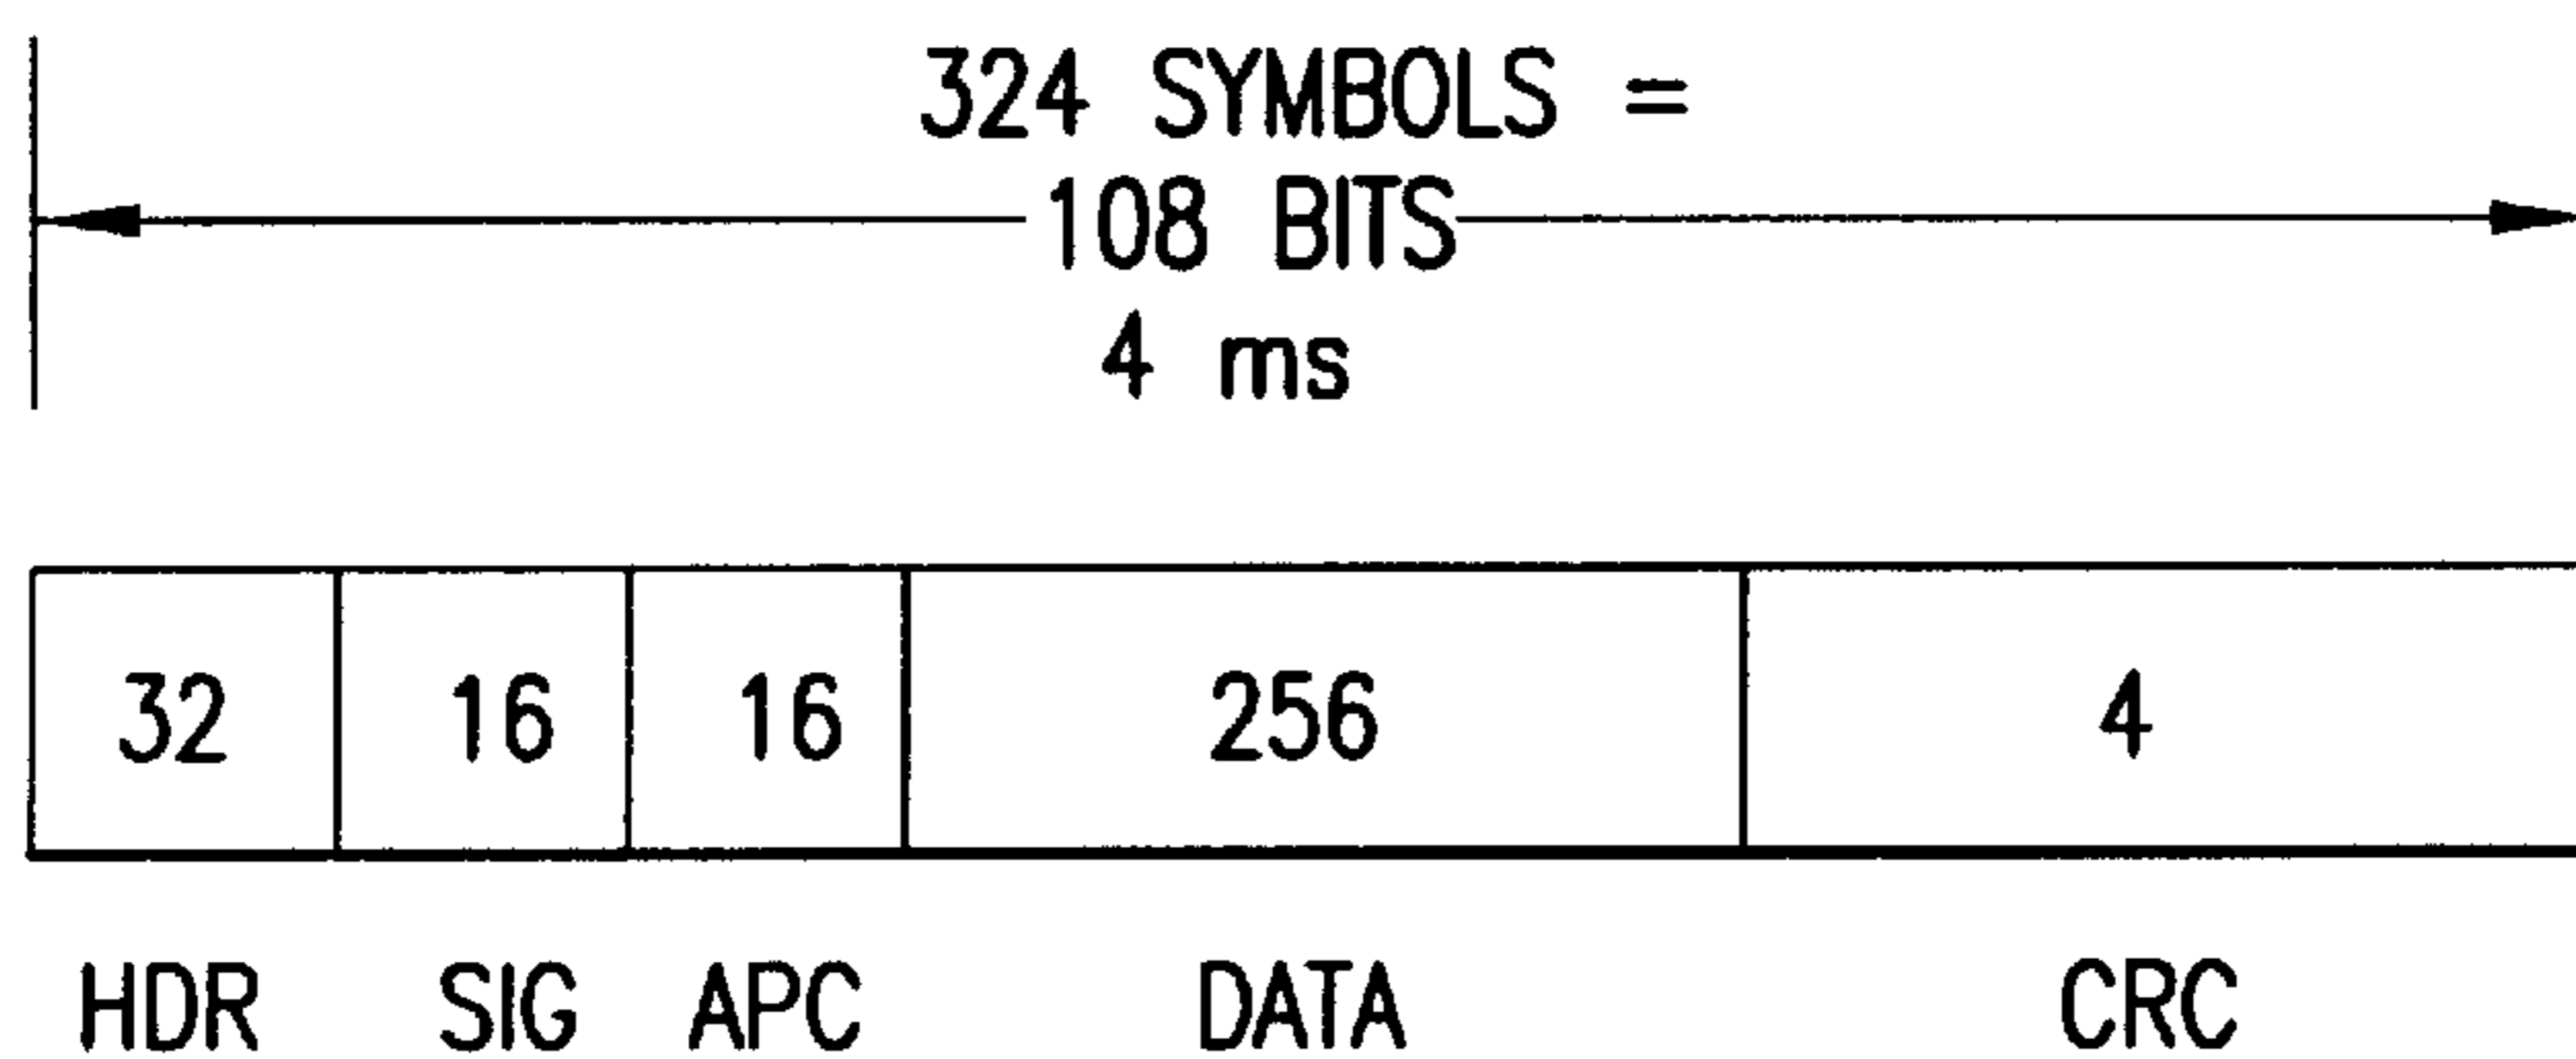 324 SYMBOLS =
108 BITS
4 ms
32 16 16 256 4
HDR SIG APC DATA CRC